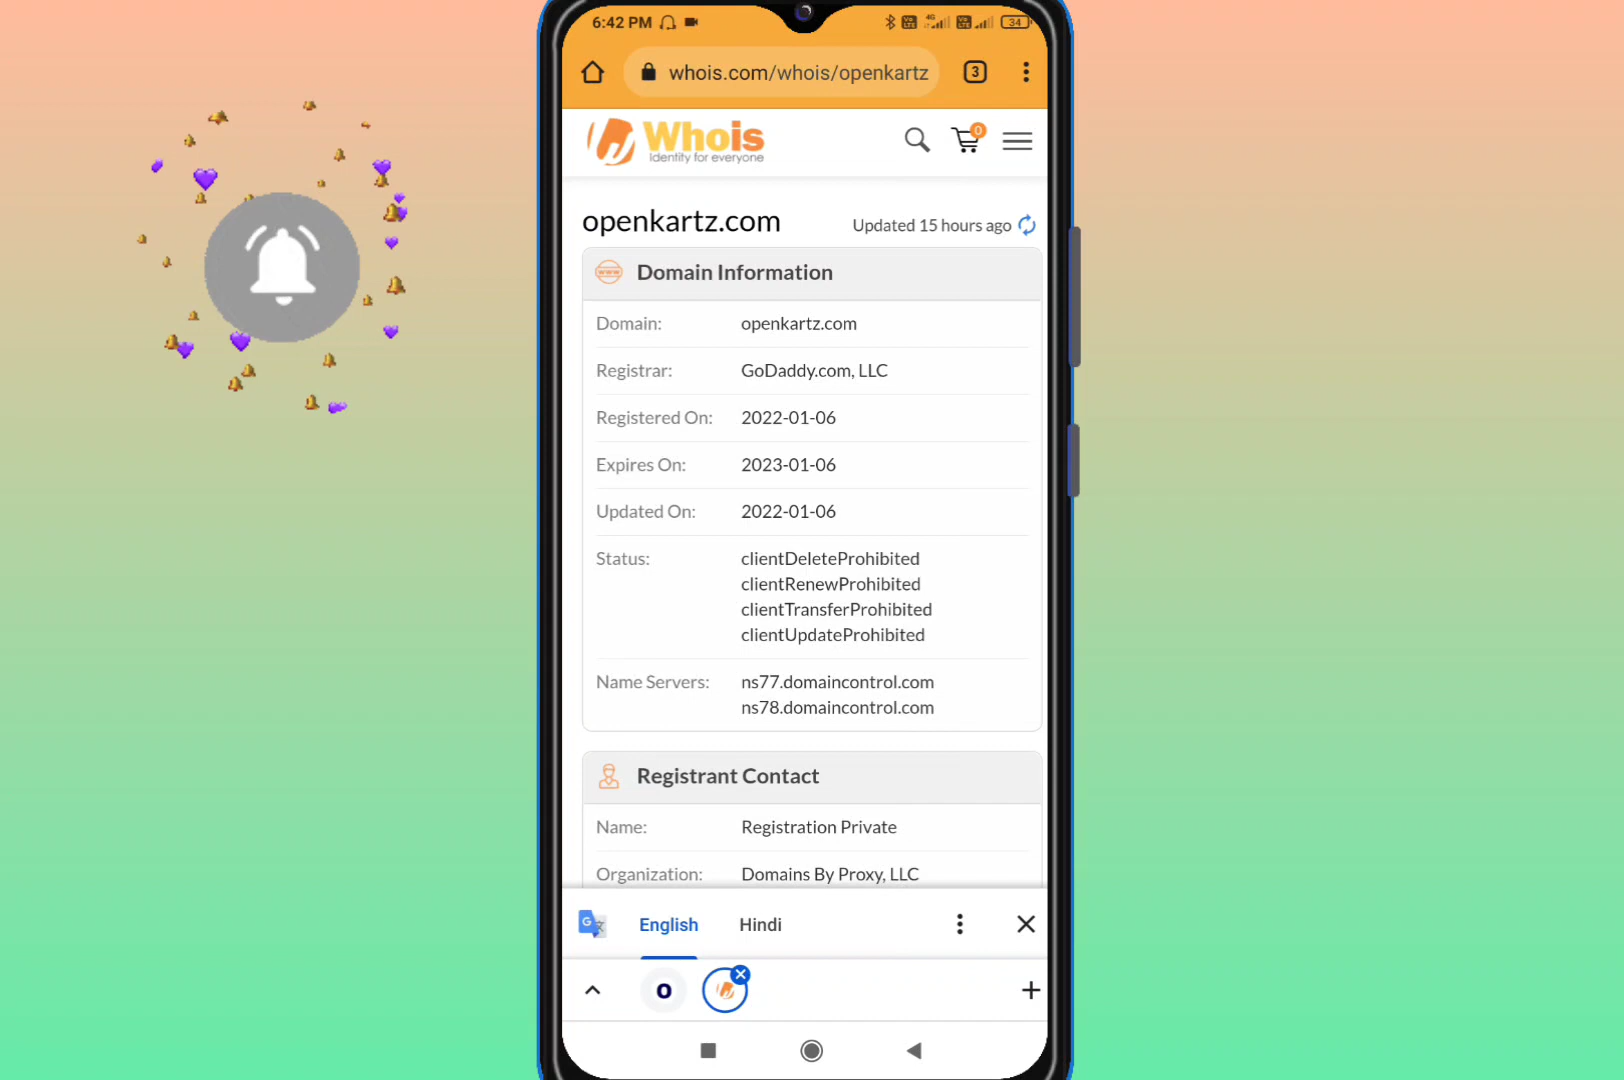 6:42 PM
34
whois.com/whois/openkartz
3
Whois
Identity for everyone
0
openkartz.com
Updated 15 hours ago
Domain Information
Domain: openkartz.com
Registrar: GoDaddy.com, LLC
Registered On: 2022-01-06
Expires On: 2023-01-06
Updated On: 2022-01-06
Status: clientDeleteProhibited
clientRenewProhibited
clientTransferProhibited
clientUpdateProhibited
Name Servers: ns77.domaincontrol.com
ns78.domaincontrol.com
Registrant Contact
Name: Registration Private
Organization: Domains By Proxy, LLC
English Hindi
o